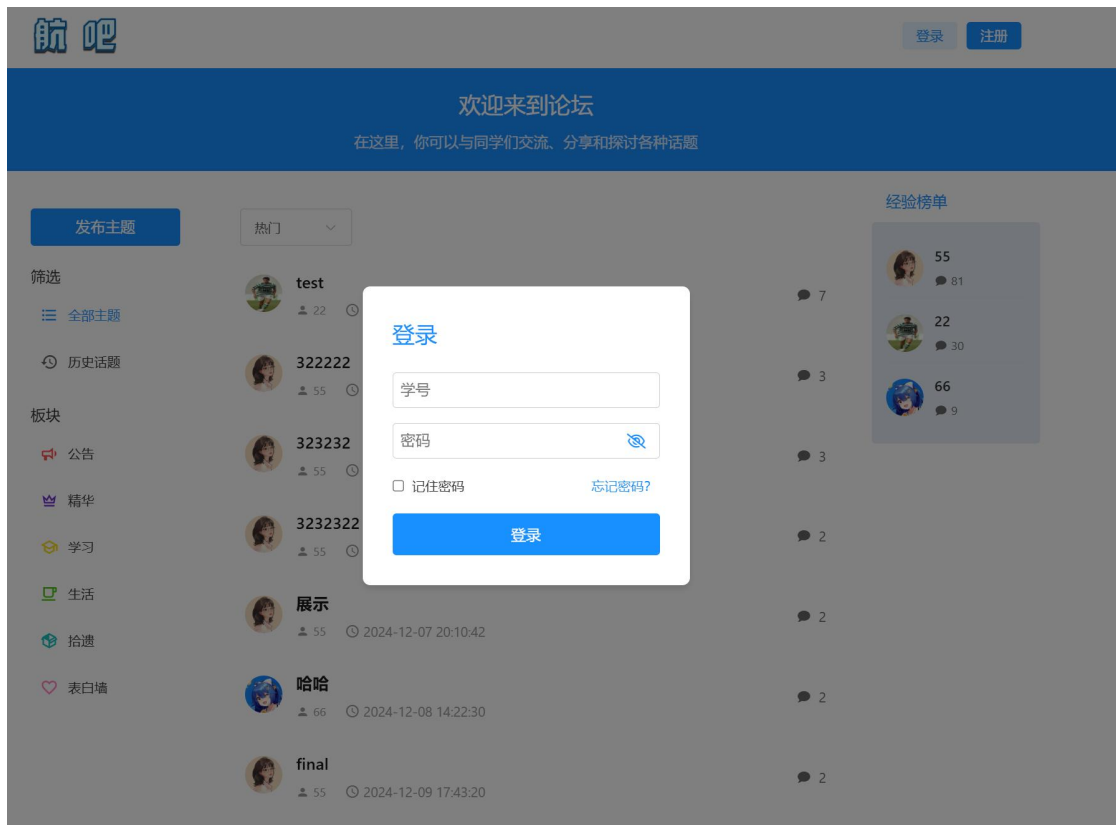 航吧
登录 注册
欢迎来到论坛
在这里，你可以与同学们交流、分享和探讨各种话题
发布主题
筛选
全部主题
历史话题
板块
公告
精华
学习
生活
拾遗
表白墙
热门
test
22
7
322222
55
3
323232
55
3
3232322
55
2
展示
55 2024-12-07 20:10:42
2
哈哈
66 2024-12-08 14:22:30
2
final
55 2024-12-09 17:43:20
2
登录
学号
密码
记住密码 忘记密码?
登录
经验榜单
55
81
22
30
66
9